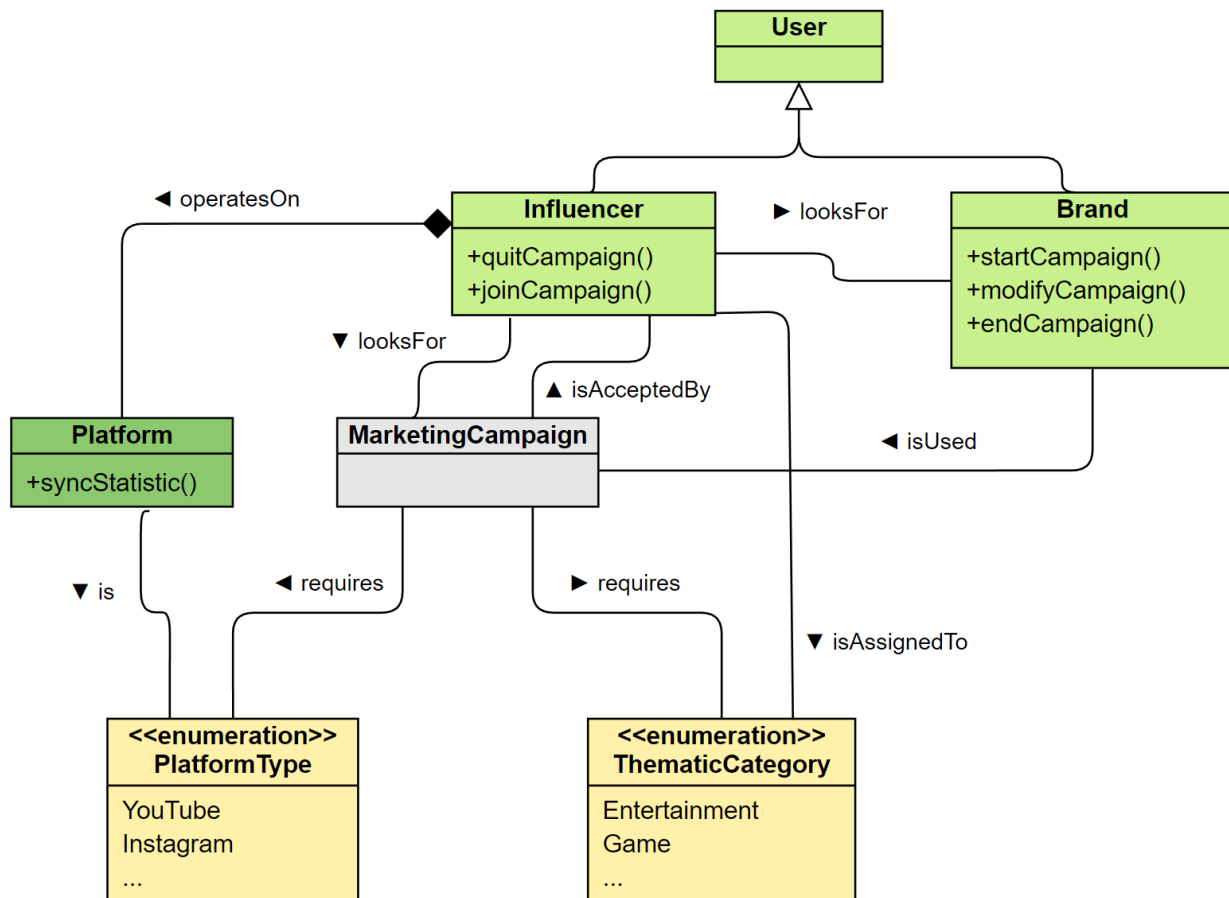 User
◄ operatesOn
Influencer
+quitCampaign()
+joinCampaign()
► looksFor
Brand
+startCampaign()
+modifyCampaign()
+endCampaign()
▼ looksFor
▲ isAcceptedBy
Platform
+syncStatistic()
MarketingCampaign
◄ isUsed
▼ is
◄ requires
► requires
▼ isAssignedTo
<<enumeration>>
PlatformType
YouTube
Instagram
...
<<enumeration>>
ThematicCategory
Entertainment
Game
...